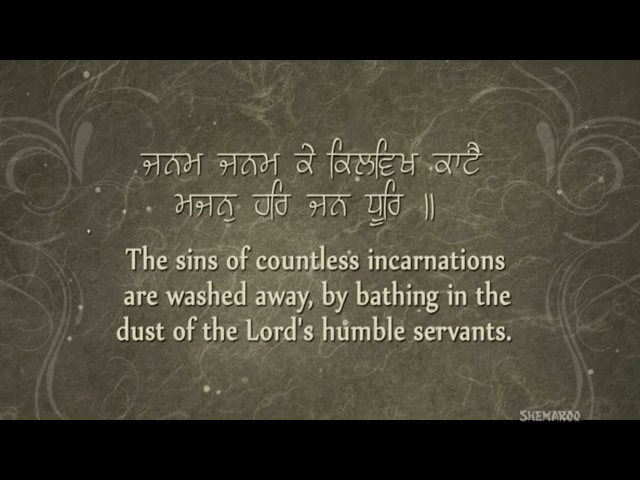 ਜਨਮ ਜਨਮ ਕੇ ਕਿਲਵਿਖ ਕਾਟੈ
ਮਜਨੁ ਹਰਿ ਜਨ ਧੂਰਿ ॥
The sins of countless incarnations
are washed away, by bathing in the
dust of the Lord's humble servants.
SHEMAROO